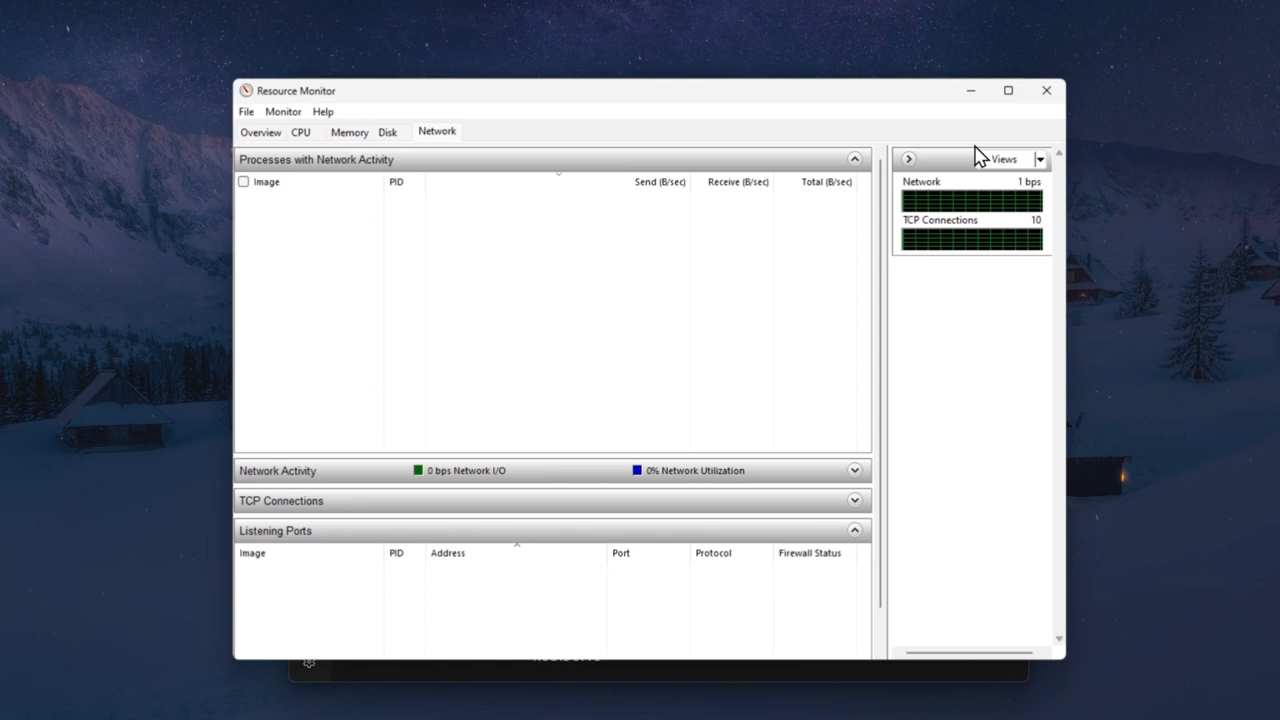 Resource Monitor
File Monitor Help
Overview CPU Memory Disk Network
Processes with Network Activity
Image PID Send (B/sec) Receive (B/sec) Total (B/sec)
Network Activity 0 bps Network I/O 0% Network Utilization
TCP Connections
Listening Ports
Image PID Address Port Protocol Firewall Status
Views
Network 1 bps
TCP Connections 10